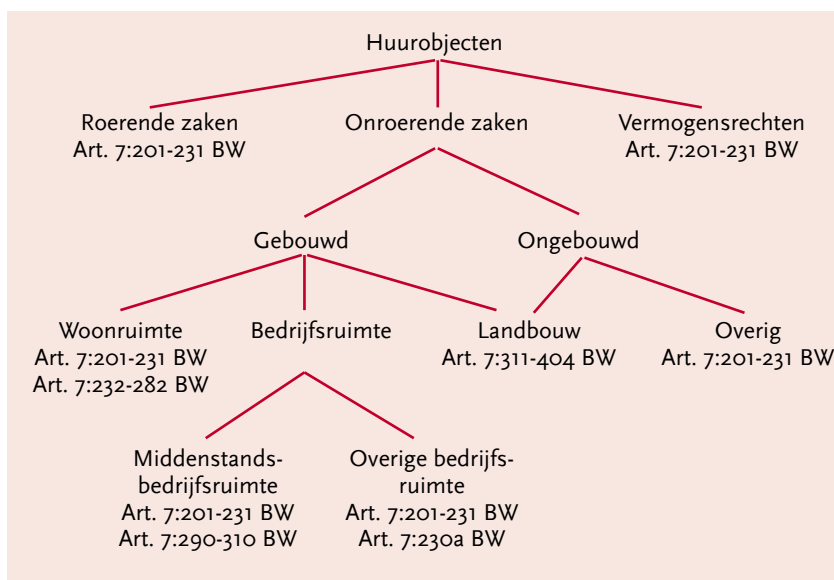 Huurobjecten
Roerende zaken
Art. 7:201-231 BW
Onroerende zaken
Vermogensrechten
Art. 7:201-231 BW
Gebouwd
Ongebouwd
Woonruimte
Art. 7:201-231 BW
Art. 7:232-282 BW
Bedrijfsruimte
Landbouw
Art. 7:311-404 BW
Overig
Art. 7:201-231 BW
Middenstands-
bedrijfsruimte
Art. 7:201-231 BW
Art. 7:290-310 BW
Overige bedrijfs-
ruimte
Art. 7:201-231 BW
Art. 7:230a BW